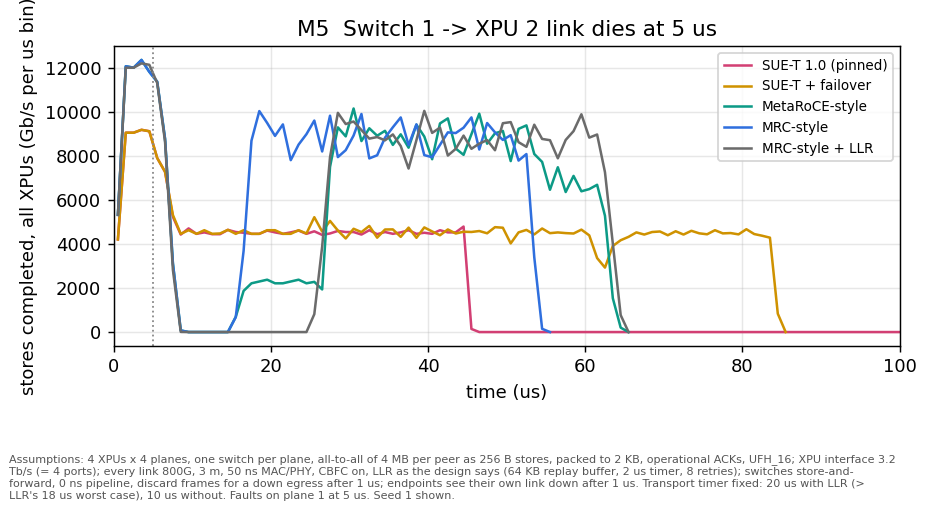 M5  Switch 1 -> XPU 2 link dies at 5 us
stores completed, all XPUs (Gb/s per us bin)
12000
10000
8000
6000
4000
2000
0
SUE-T 1.0 (pinned)
SUE-T + failover
MetaRoCE-style
MRC-style
MRC-style + LLR
0 20 40 60 80 100
time (us)
Assumptions: 4 XPUs x 4 planes, one switch per plane, all-to-all of 4 MB per peer as 256 B stores, packed to 2 KB, operational ACKs, UFH_16; XPU interface 3.2
Tb/s (= 4 ports); every link 800G, 3 m, 50 ns MAC/PHY, CBFC on, LLR as the design says (64 KB replay buffer, 2 us timer, 8 retries); switches store-and-
forward, 0 ns pipeline, discard frames for a down egress after 1 us; endpoints see their own link down after 1 us. Transport timer fixed: 20 us with LLR (>
LLR's 18 us worst case), 10 us without. Faults on plane 1 at 5 us. Seed 1 shown.